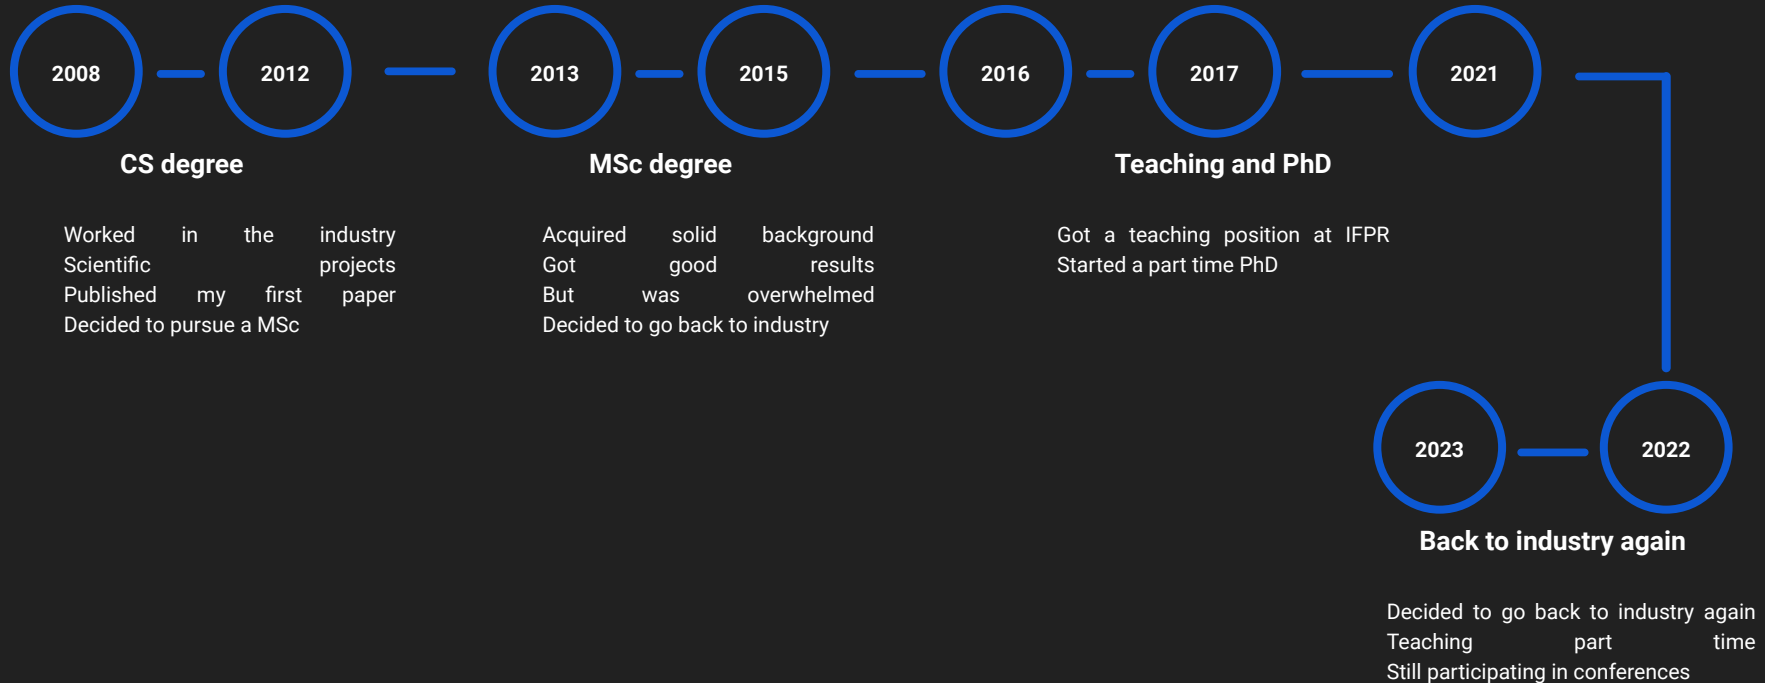 2008
2012
2013
2015
2016
2017
2021
CS degree
Worked in the industry
Scientific projects
Published my first paper
Decided to pursue a MSc
MSc degree
Acquired solid background
Got good results
But was overwhelmed
Decided to go back to industry
Teaching and PhD
Got a teaching position at IFPR
Started a part time PhD
2023
2022
Back to industry again
Decided to go back to industry again
Teaching part time
Still participating in conferences